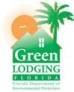 Green
LODGING
FLORIDA
Florida Department of
Environmental Protection